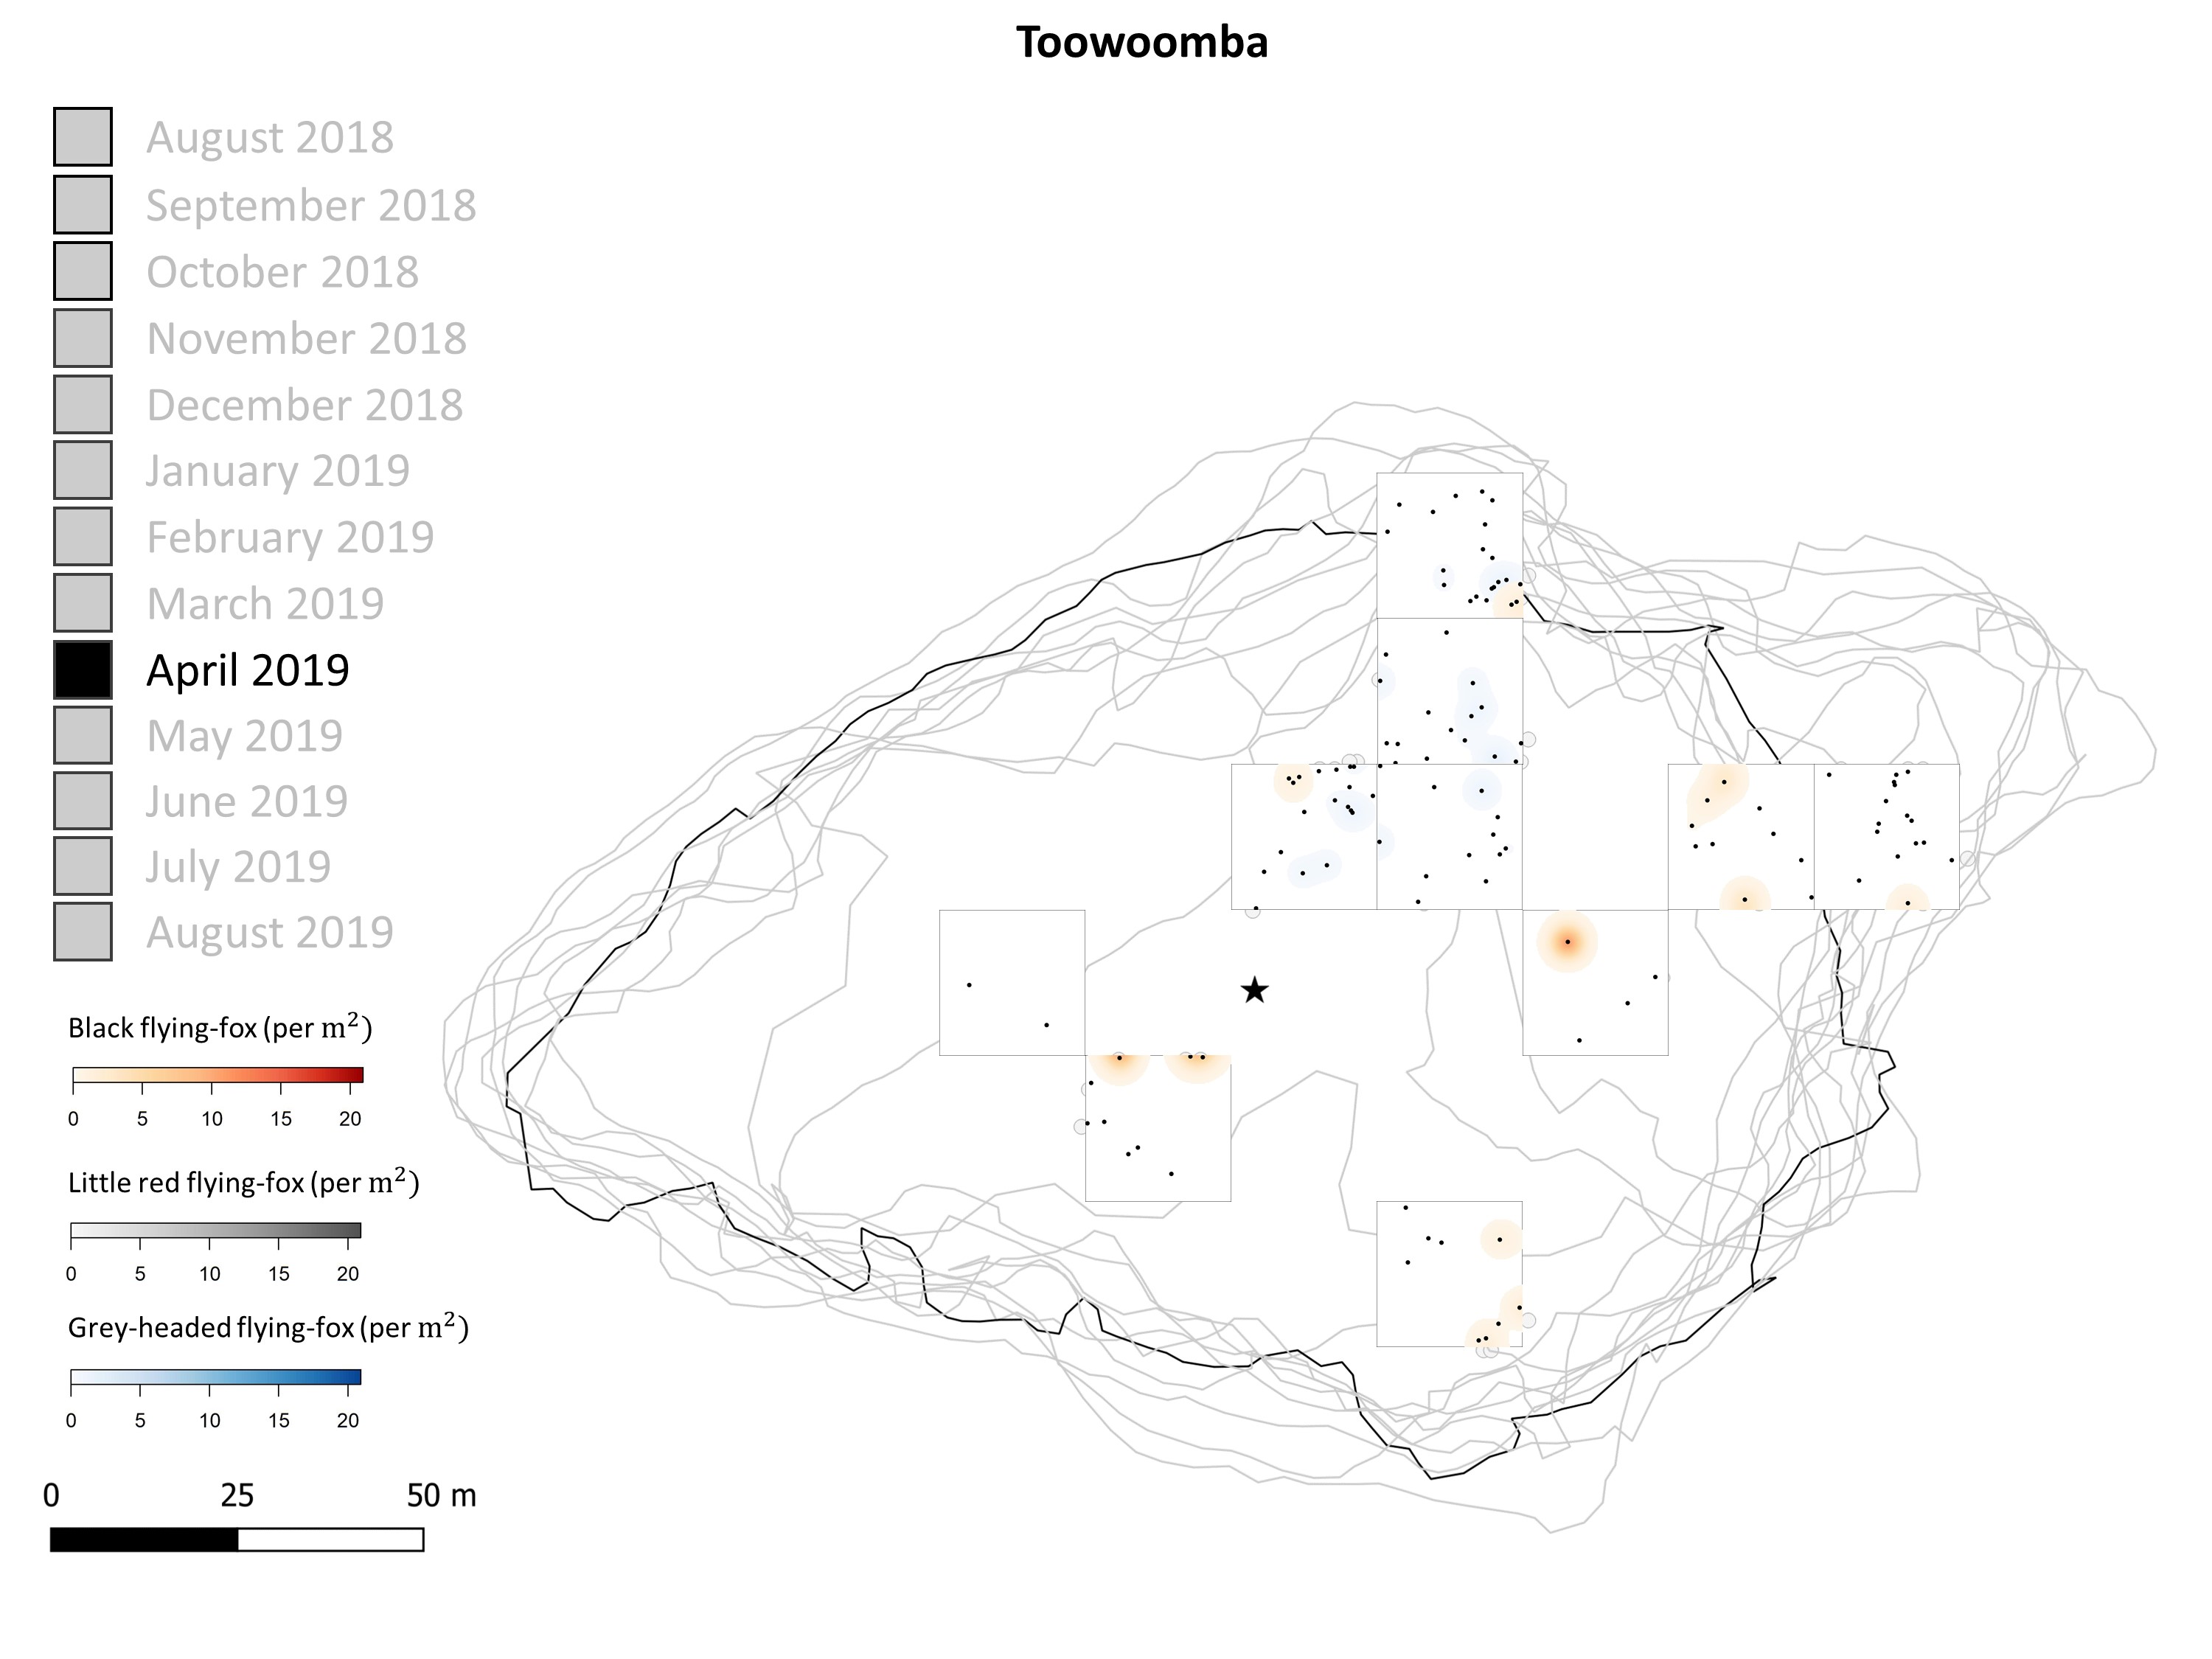 Toowoomba
August 2018
September 2018
October 2018
November 2018
December 2018
January 2019
February 2019
March 2019
April 2019
May 2019
June 2019
July 2019
August 2019
Black flying-fox (per m²)
0 5 10 15 20
Little red flying-fox (per m²)
0 5 10 15 20
Grey-headed flying-fox (per m²)
0 5 10 15 20
0 25 50 m